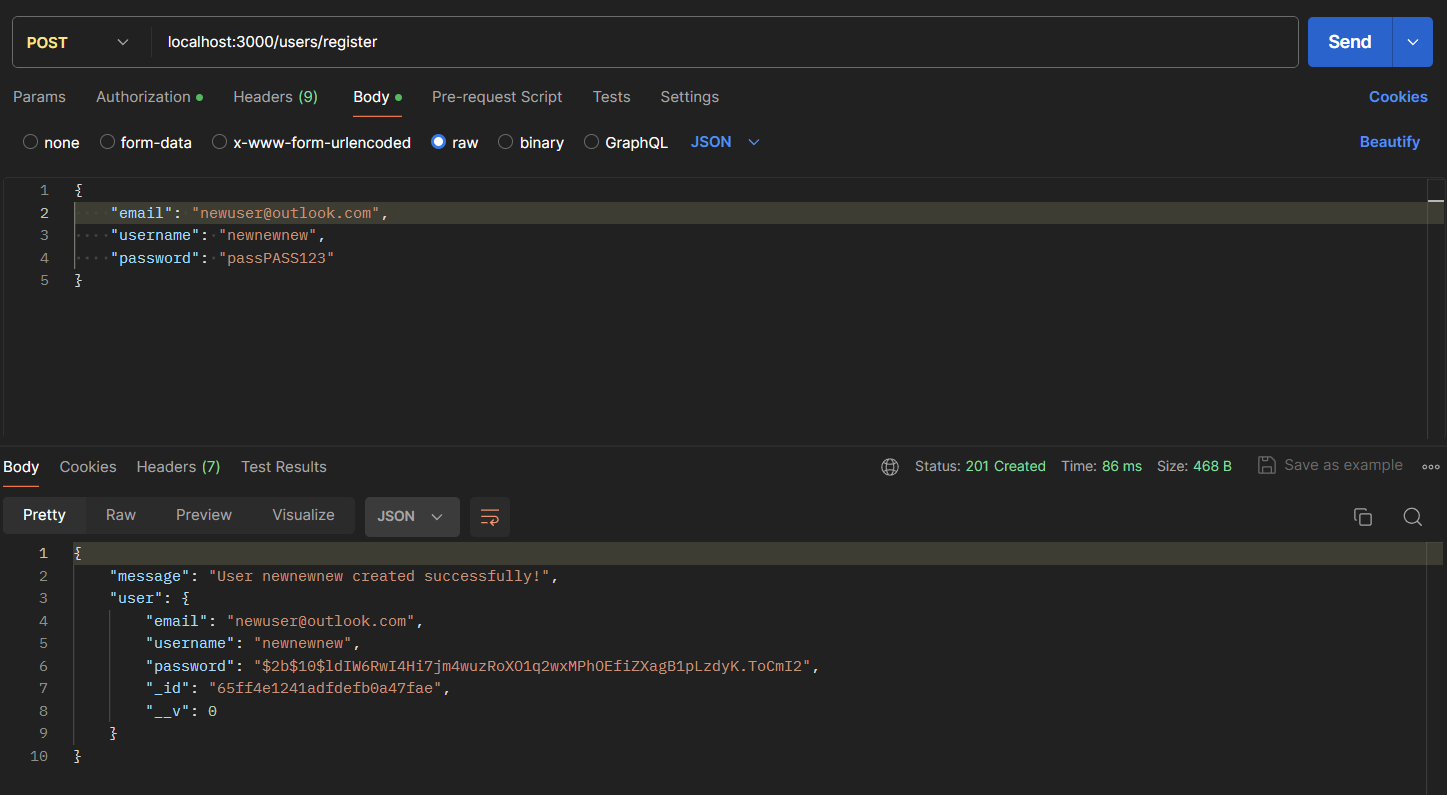 POST localhost:3000/users/register Send
Params Authorization Headers (9) Body Pre-request Script Tests Settings Cookies
none form-data x-www-form-urlencoded raw binary GraphQL JSON Beautify
1 {
2 "email": "newuser@outlook.com",
3 "username": "newnewnew",
4 "password": "passPASS123"
5 }
Body Cookies Headers (7) Test Results Status: 201 Created Time: 86 ms Size: 468 B Save as example
Pretty Raw Preview Visualize JSON
1 {
2 "message": "User newnewnew created successfully!",
3 "user": {
4 "email": "newuser@outlook.com",
5 "username": "newnewnew",
6 "password": "$2b$10$ldIW6RwI4Hi7jm4wuzRoXO1q2wxMPhOEfiZXagB1pLzdyK.ToCmI2",
7 "_id": "65ff4e1241adfdefb0a47fae",
8 "__v": 0
9 }
10 }